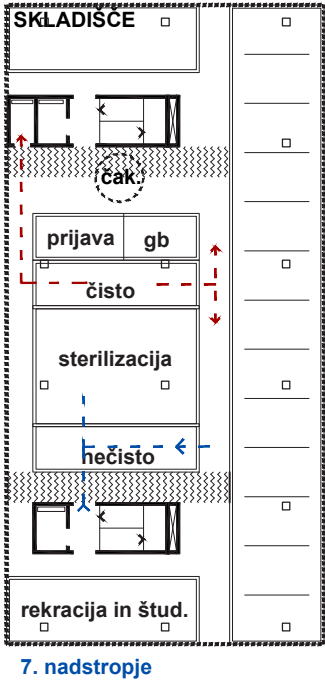 SKLADIŠČE
čak.
prijava gb
čisto
sterilizacija
nečisto
rekracija in štud.
7. nadstropje